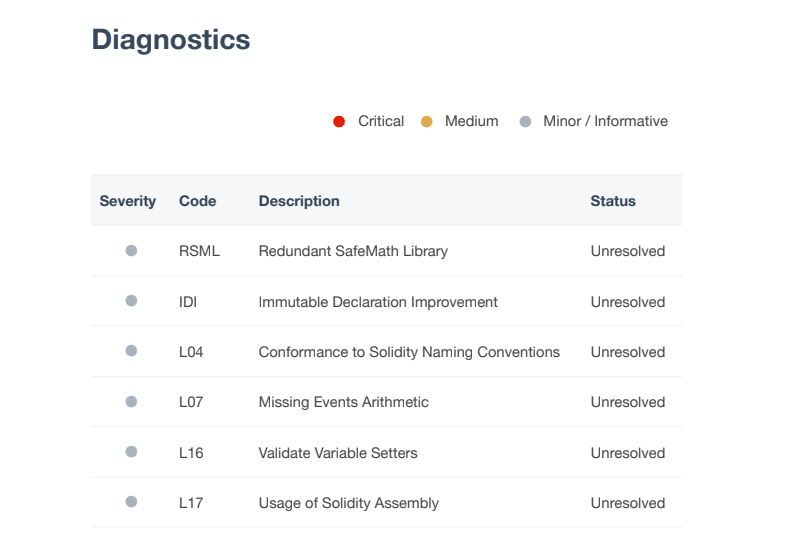 Diagnostics
Critical Medium Minor / Informative
Severity Code Description Status
RSML Redundant SafeMath Library Unresolved
IDI Immutable Declaration Improvement Unresolved
L04 Conformance to Solidity Naming Conventions Unresolved
L07 Missing Events Arithmetic Unresolved
L16 Validate Variable Setters Unresolved
L17 Usage of Solidity Assembly Unresolved